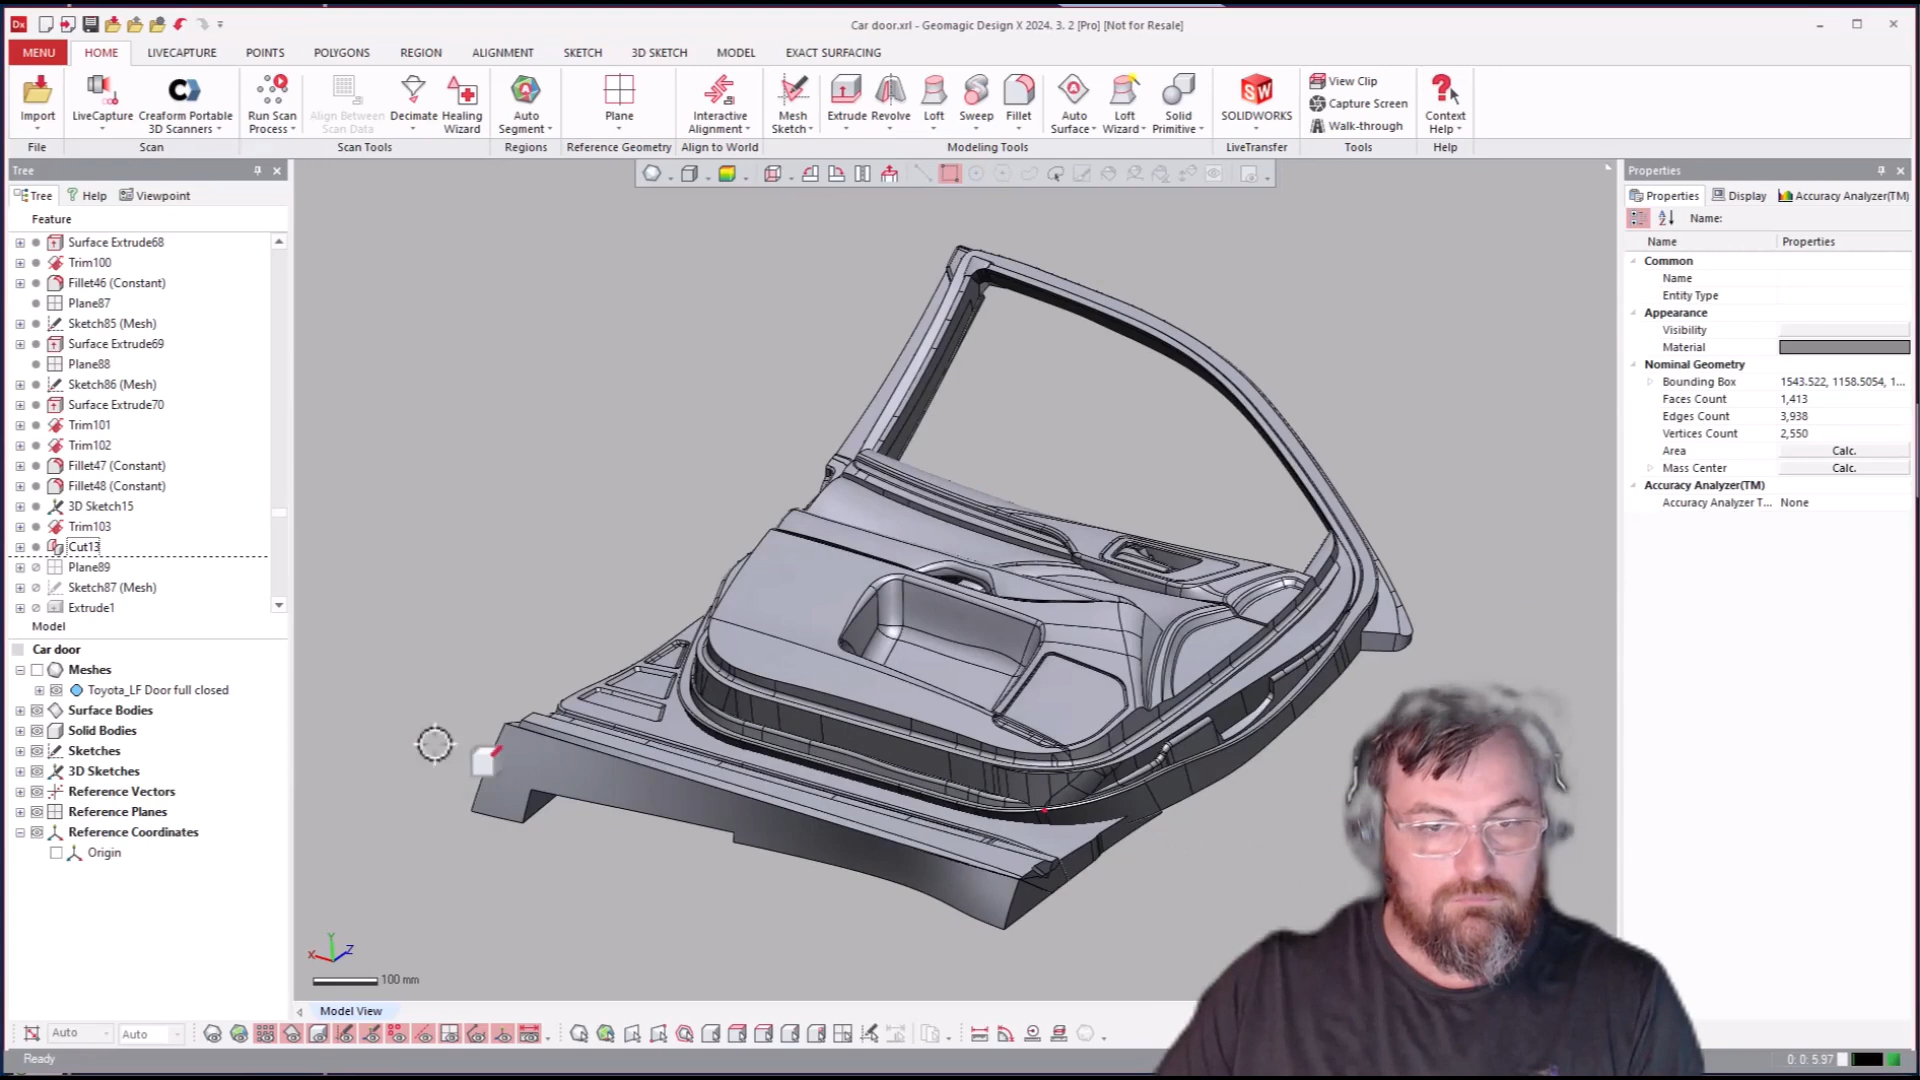 Dx
Car door.xrl - Geomagic Design X 2024. 3. 2 [Pro] [Not for Resale]
MENU HOME LIVECAPTURE POINTS POLYGONS REGION ALIGNMENT SKETCH 3D SKETCH MODEL EXACT SURFACING
Import
LiveCapture
Creaform Portable
3D Scanners
Run Scan
Process
Align Between
Scan Data
Decimate
Healing
Wizard
Auto
Segment
Plane
Interactive
Alignment
Mesh
Sketch
Extrude
Revolve
Loft
Sweep
Fillet
Auto
Surface
Loft
Wizard
Solid
Primitive
SW
SOLIDWORKS
View Clip
Capture Screen
Walk-through
Context
Help
File Scan Scan Tools Regions Reference Geometry Align to World Modeling Tools LiveTransfer Tools Help
Tree
Tree Help Viewpoint
Feature
Surface Extrude68
Trim100
Fillet46 (Constant)
Plane87
Sketch85 (Mesh)
Surface Extrude69
Plane88
Sketch86 (Mesh)
Surface Extrude70
Trim101
Trim102
Fillet47 (Constant)
Fillet48 (Constant)
3D Sketch15
Trim103
Cut13
Plane89
Sketch87 (Mesh)
Extrude1
Model
Car door
Meshes
Toyota_LF Door full closed
Surface Bodies
Solid Bodies
Sketches
3D Sketches
Reference Vectors
Reference Planes
Reference Coordinates
Origin
Y
X
Z
100 mm
Model View
Properties
Properties Display Accuracy Analyzer(TM)
Name:
Name Properties
Common
Name
Entity Type
Appearance
Visibility
Material
Nominal Geometry
Bounding Box 1543.522, 1158.5054, 1...
Faces Count 1,413
Edges Count 3,938
Vertices Count 2,550
Area Calc.
Mass Center Calc.
Accuracy Analyzer(TM)
Accuracy Analyzer T... None
Auto Auto
Ready
0: 0: 5.97